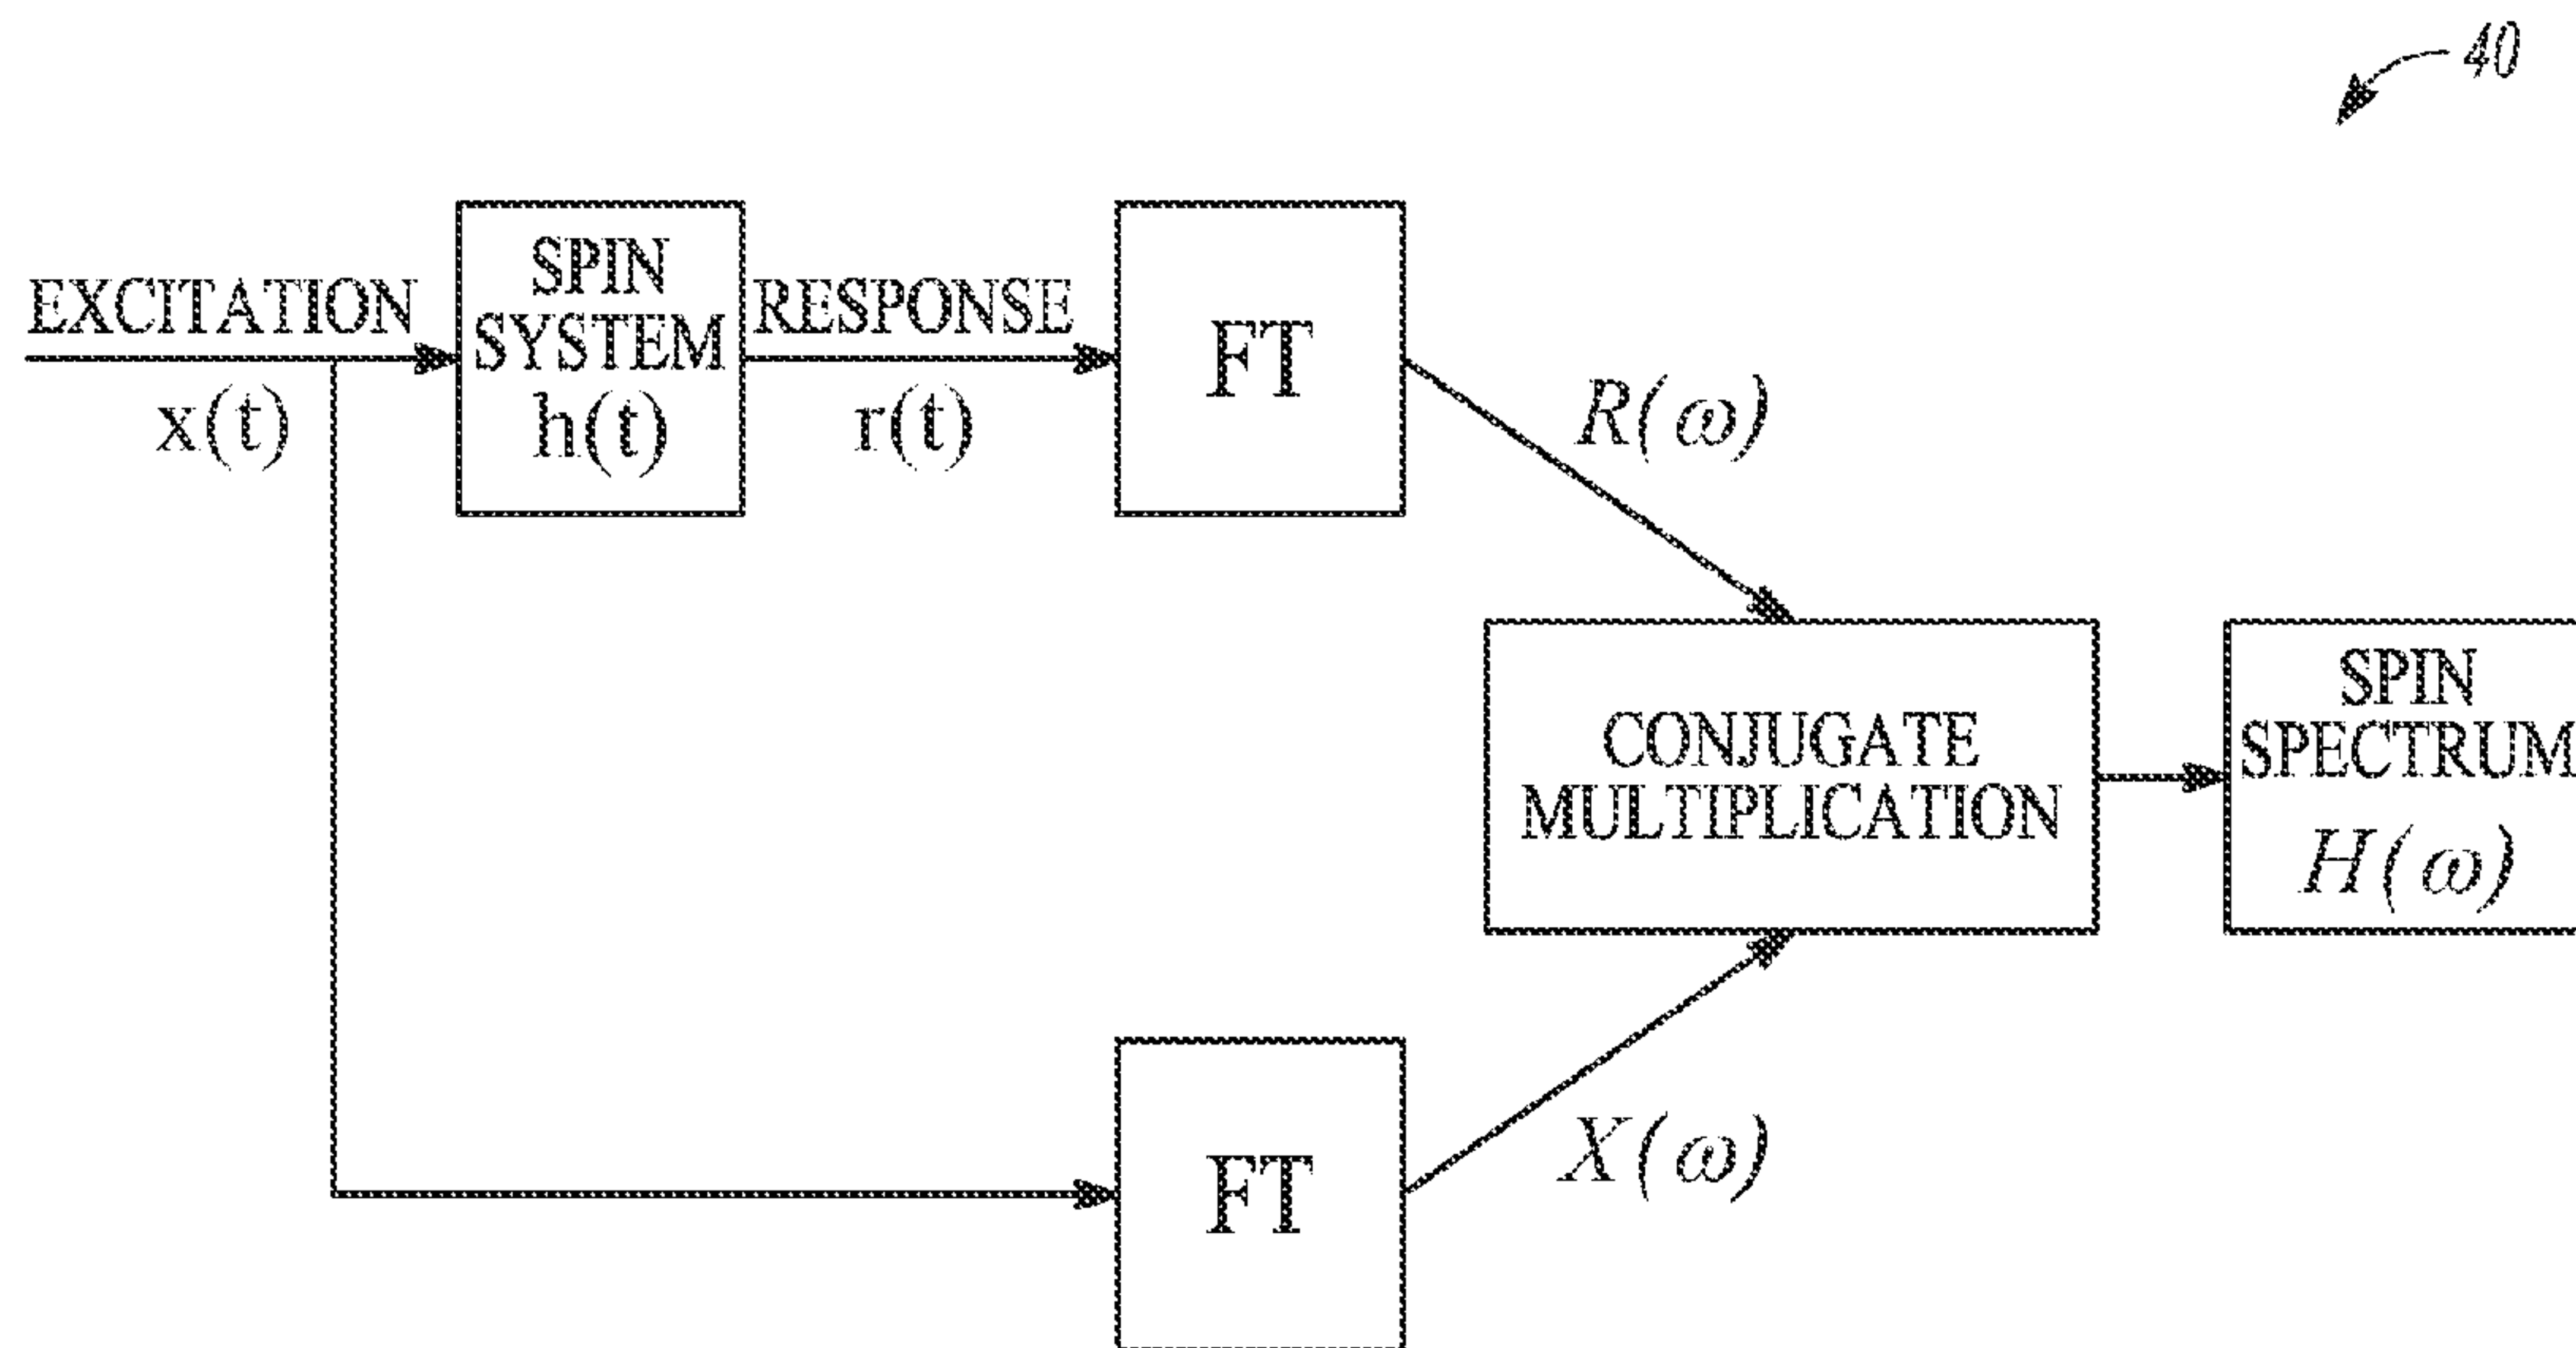 40
EXCITATION
x(t)
SPIN
SYSTEM
h(t)
RESPONSE
r(t)
FT
R(ω)
CONJUGATE
MULTIPLICATION
SPIN
SPECTRUM
H(ω)
FT
X(ω)